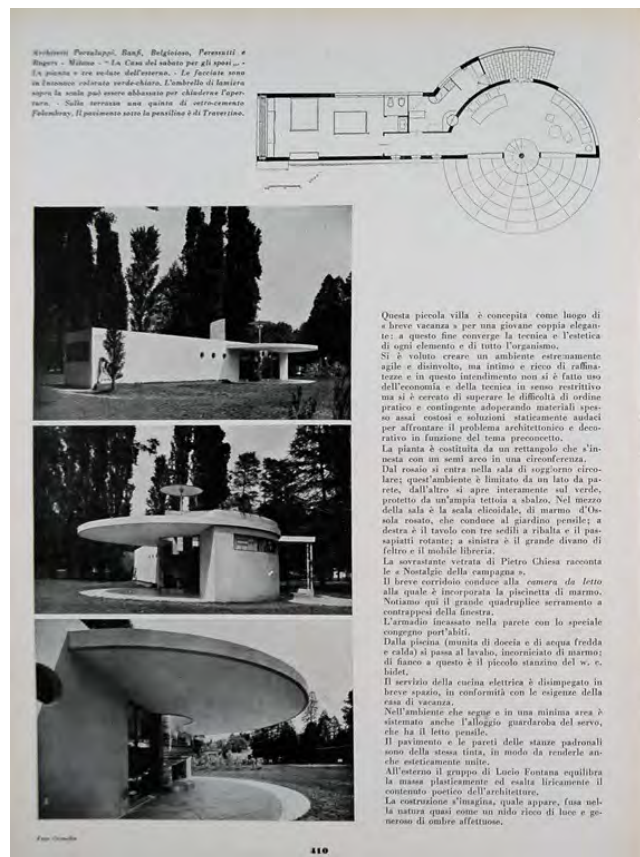 Architetti Portaluppi, Banfi, Belgioioso, Peressutti e
Rogers - Milano - "La Casa del sabato per gli sposi„ -
La pianta e tre vedute dell'esterno. - Le facciate sono
in intonaco colorato verde-chiaro. L'ombrello di lamiera
sopra la scala può essere abbassato per chiuderne l'aper-
tura. - Sulla terrazza una quinta di vetro-cemento
Folembray. Il pavimento sotto la pensilina è di Travertino.
Questa piccola villa è concepita come luogo di
« breve vacanza » per una giovane coppia elegan-
te: a questo fine converge la tecnica e l'estetica
di ogni elemento e di tutto l'organismo.
Si è voluto creare un ambiente estremamente
agile e disinvolto, ma intimo e ricco di raffina-
tezze e in questo intendimento non si è fatto uso
dell'economia e della tecnica in senso restrittivo
ma si è cercato di superare le difficoltà di ordine
pratico e contingente adoperando materiali spes-
so assai costosi e soluzioni staticamente audaci
per affrontare il problema architettonico e deco-
rativo in funzione del tema preconcetto.
La pianta è costituita da un rettangolo che s'in-
nesta con un semi arco in una circonferenza.
Dal rosaio si entra nella sala di soggiorno circo-
lare; quest'ambiente è limitato da un lato da pa-
rete, dall'altro si apre interamente sul verde,
protetto da un'ampia tettoia a sbalzo. Nel mezzo
della sala è la scala elicoidale, di marmo d'Os-
sola rosato, che conduce al giardino pensile; a
destra è il tavolo con tre sedili a ribalta e il pas-
sapiatti rotante; a sinistra è il grande divano di
feltro e il mobile libreria.
La sovrastante vetrata di Pietro Chiesa racconta
le « Nostalgie della campagna ».
Il breve corridoio conduce alla camera da letto
alla quale è incorporata la piscinetta di marmo.
Notiamo qui il grande quadruplice serramento a
contrappesi della finestra.
L'armadio incassato nella parete con lo speciale
congegno port'abiti.
Dalla piscina (munita di doccia e di acqua fredda
e calda) si passa al lavabo, incorniciato di marmo;
di fianco a questo è il piccolo stanzino del w. c.
bidet.
Il servizio della cucina elettrica è disimpegato in
breve spazio, in conformità con le esigenze della
casa di vacanza.
Nell'ambiente che segue e in una minima area è
sistemato anche l'alloggio guardaroba del servo,
che ha il letto pensile.
Il pavimento e le pareti delle stanze padronali
sono della stessa tinta, in modo da renderle an-
che esteticamente unite.
All'esterno il gruppo di Lucio Fontana equilibra
la massa plasticamente ed esalta liricamente il
contenuto poetico dell'architetture.
La costruzione s'imagina, quale appare, fusa nel-
la natura quasi come un nido ricco di luce e ge-
neroso di ombre affettuose.
Foto
410